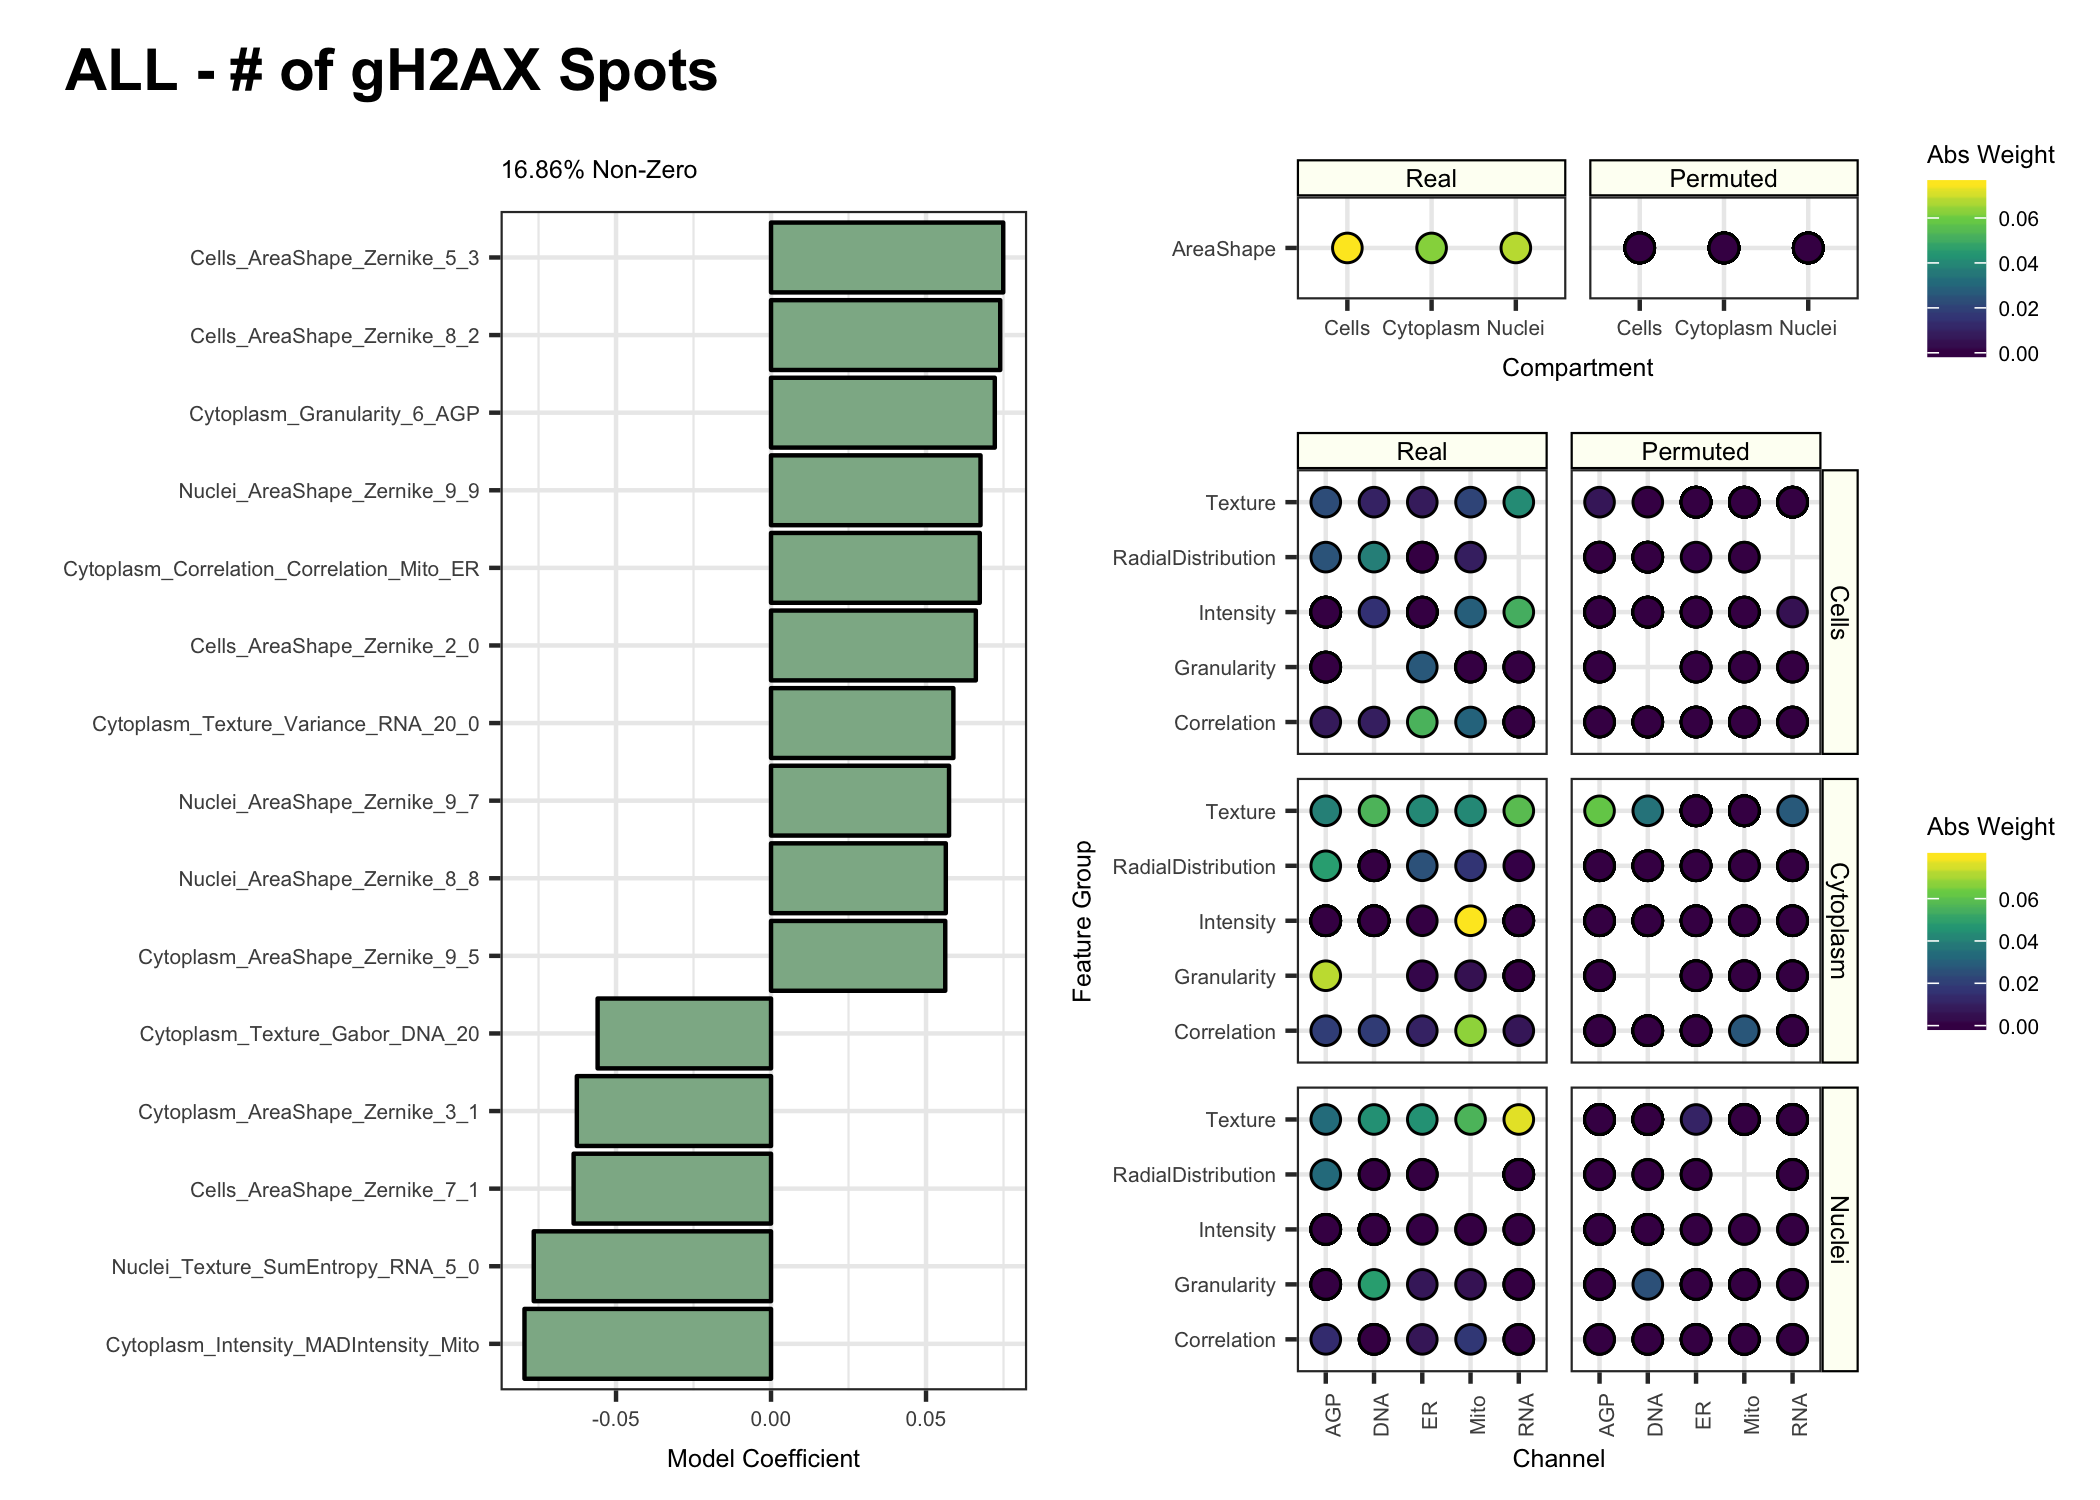 ALL - # of gH2AX Spots
16.86% Non-Zero
Cells_AreaShape_Zernike_5_3
Cells_AreaShape_Zernike_8_2
Cytoplasm_Granularity_6_AGP
Nuclei_AreaShape_Zernike_9_9
Cytoplasm_Correlation_Correlation_Mito_ER
Cells_AreaShape_Zernike_2_0
Cytoplasm_Texture_Variance_RNA_20_0
Nuclei_AreaShape_Zernike_9_7
Nuclei_AreaShape_Zernike_8_8
Cytoplasm_AreaShape_Zernike_9_5
Cytoplasm_Texture_Gabor_DNA_20
Cytoplasm_AreaShape_Zernike_3_1
Cells_AreaShape_Zernike_7_1
Nuclei_Texture_SumEntropy_RNA_5_0
Cytoplasm_Intensity_MADIntensity_Mito
-0.05 0.00 0.05
Model Coefficient
Real Permuted
AreaShape
Cells Cytoplasm Nuclei Cells Cytoplasm Nuclei
Compartment
Abs Weight
0.06
0.04
0.02
0.00
Real Permuted
Feature Group
Texture
RadialDistribution
Intensity
Granularity
Correlation
Cells
Texture
RadialDistribution
Intensity
Granularity
Correlation
Cytoplasm
Texture
RadialDistribution
Intensity
Granularity
Correlation
Nuclei
AGP DNA ER Mito RNA AGP DNA ER Mito RNA
Channel
Abs Weight
0.06
0.04
0.02
0.00